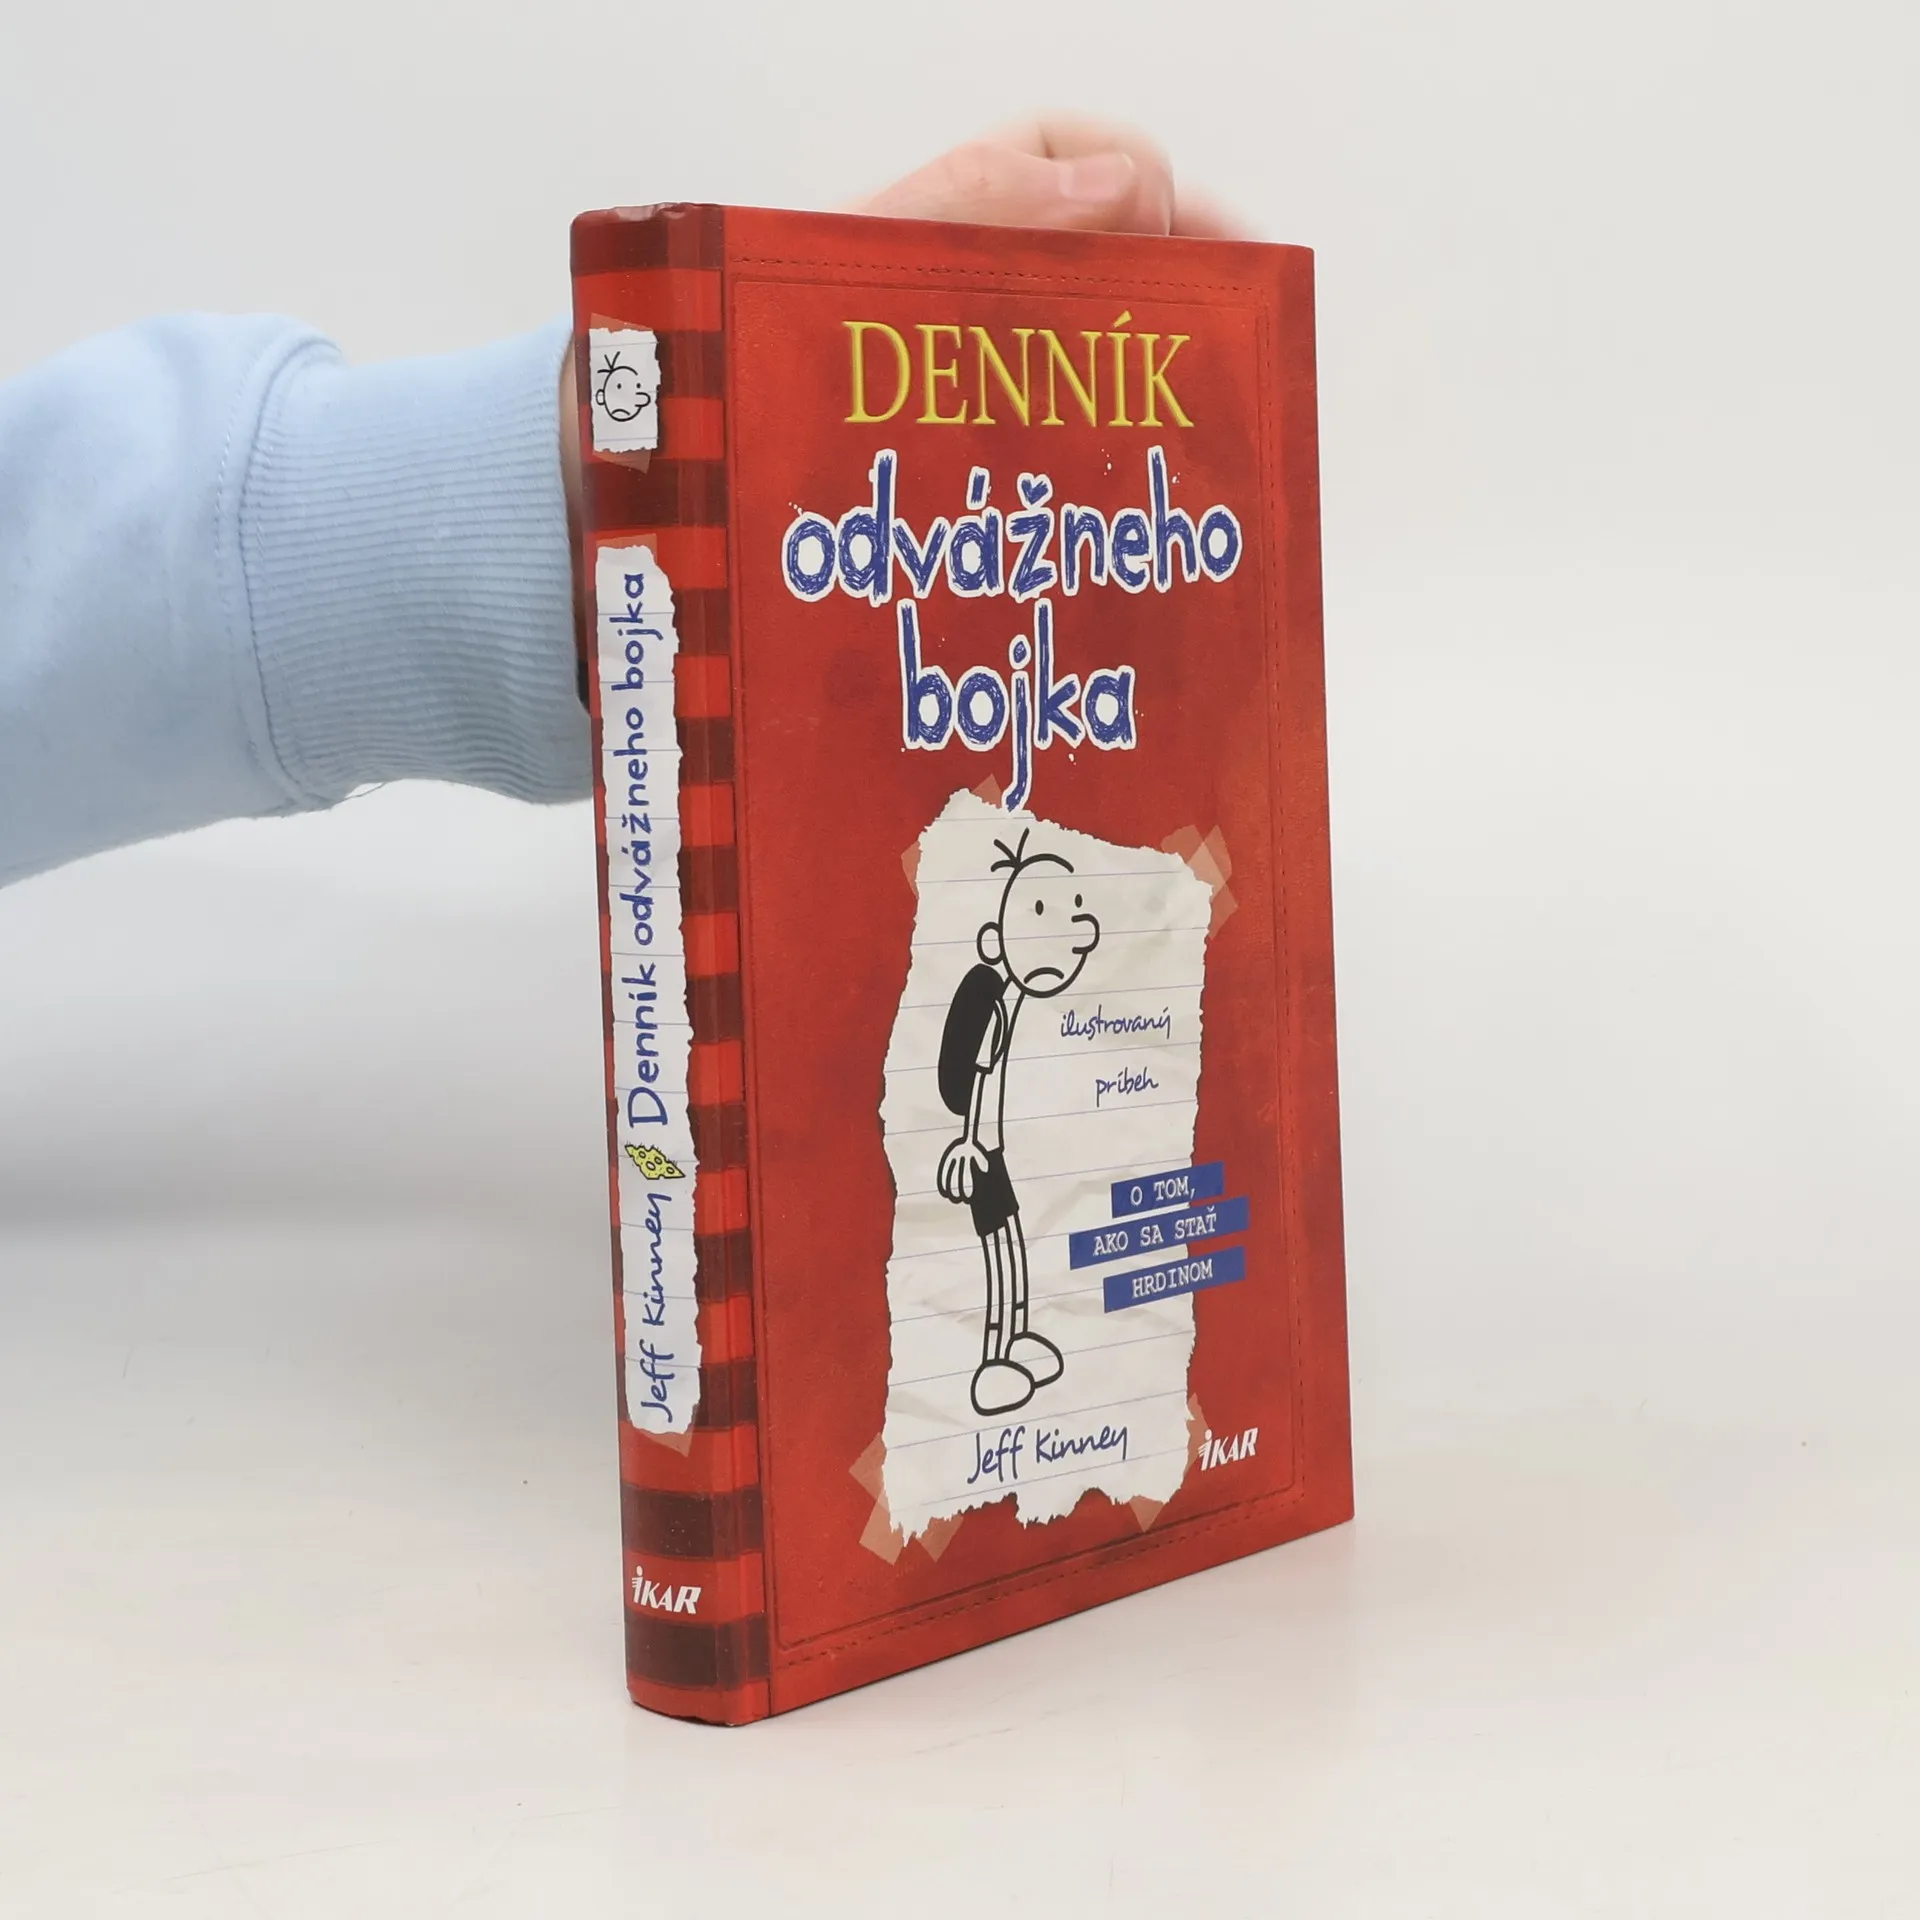 DENNÍK
odvážneho
bojka
ilustrovaný
príbeh
O TOM,
AKO SA STAŤ
HRDINOM
Jeff Kinney
iKAR
Jeff Kinney Denník odvážneho bojka
iKAR